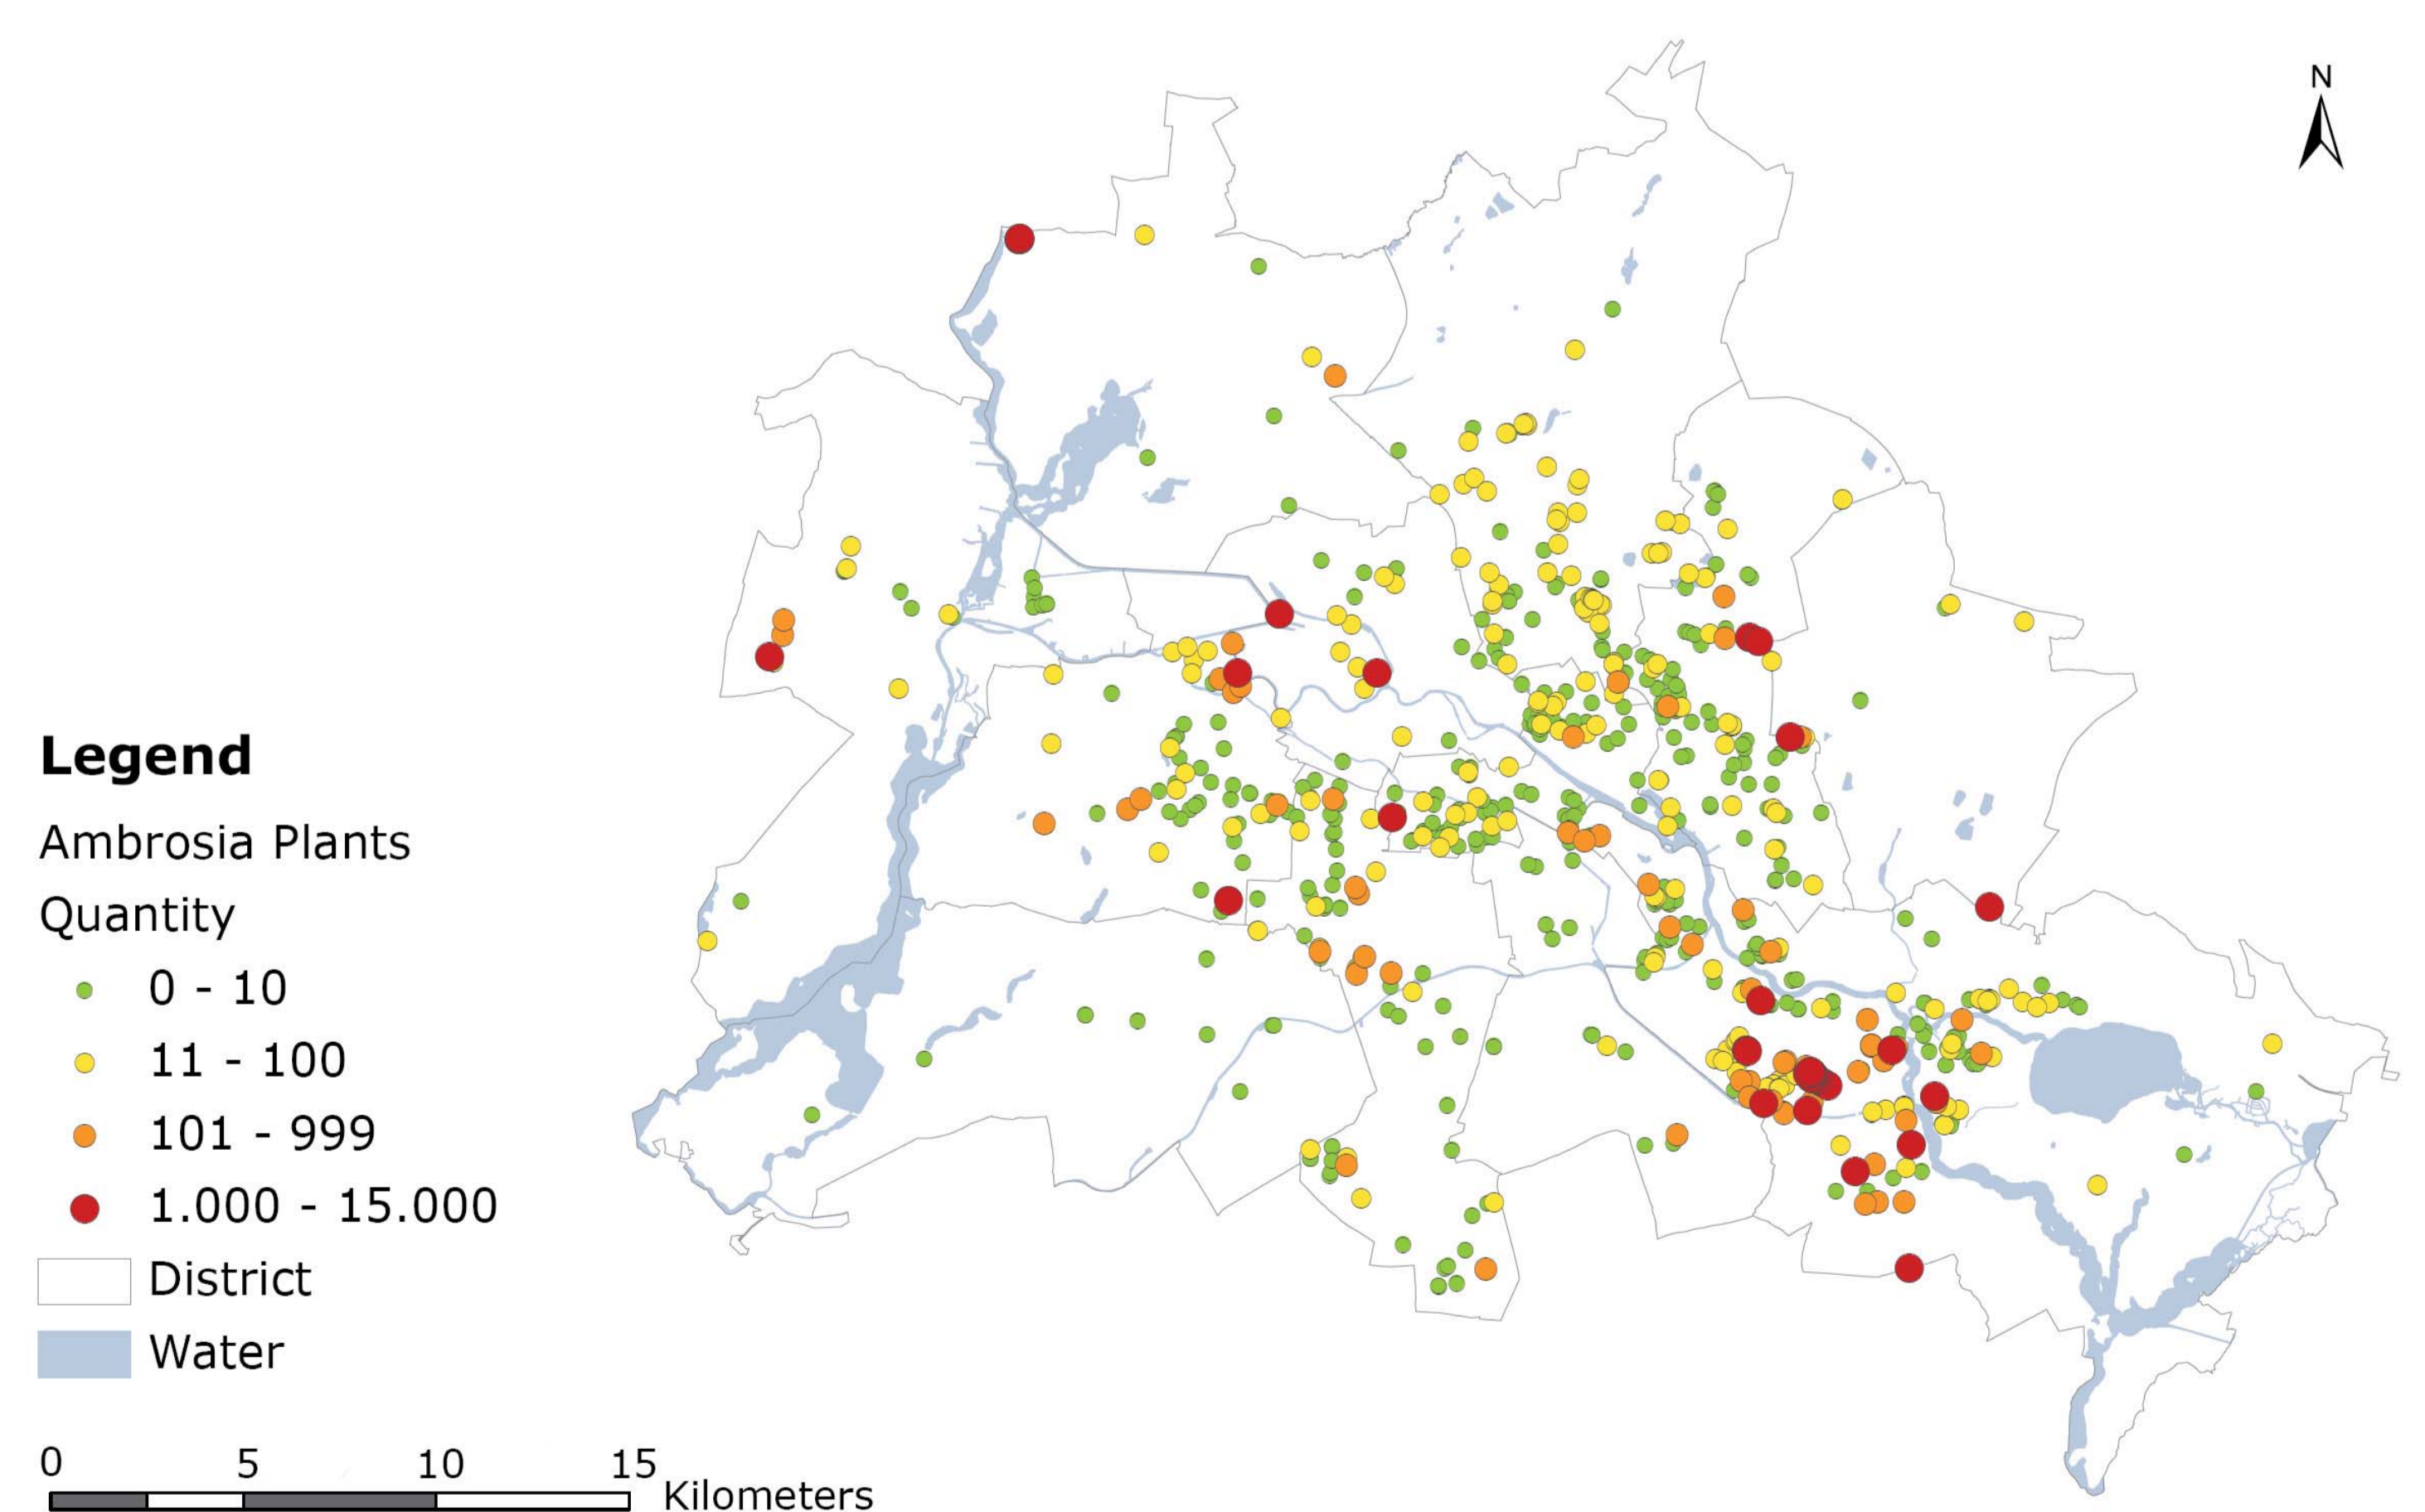 N
Legend
Ambrosia Plants
Quantity
0 - 10
11 - 100
101 - 999
1.000 - 15.000
District
Water
0 5 10 15
Kilometers